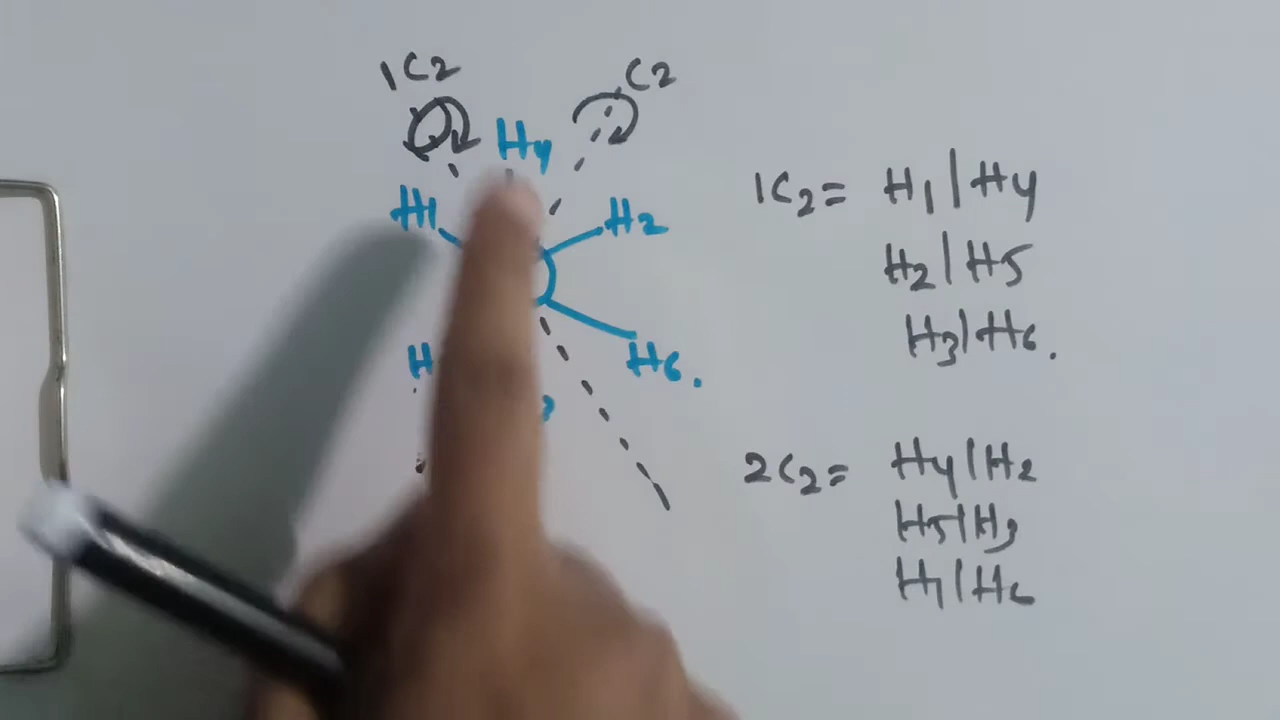 1C2
C2
H4
H1
H2
H6.
1C2= H1|H4
H2|H5
H3|H6.
2C2= H4|H2
H5|H3
H1|H6